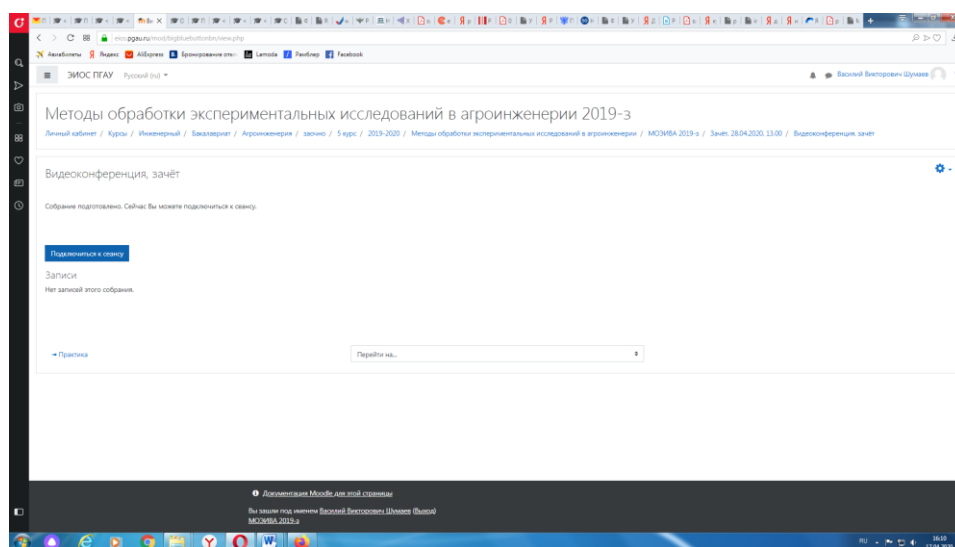 eios.pgau.ru/mod/bigbluebuttonbn/view.php
Авиабилеты Яндекс AliExpress Lamoda Рамблер Facebook
ЭИОС ПГАУ Русский (ru) Василий Викторович Шумаев
Методы обработки экспериментальных исследований в агроинженерии 2019-з
Личный кабинет / Курсы / Инженерный / Бакалавриат / Агроинженерия / заочно / 5 курс / 2019-2020 / Методы обработки экспериментальных исследований в агроинженерии / МОЭИВА 2019-з / Зачёт, 28.04.2020, 13.00 / Видеоконференция, зачёт
Видеоконференция, зачёт
Собрание подготовлено. Сейчас Вы можете подключиться к сеансу.
Подключиться к сеансу
Записи
Нет записей этого собрания.
Практика Перейти на...
Документация Moodle для этой страницы
Вы зашли под именем Василий Викторович Шумаев (Выход)
МОЭИВА 2019-з
RU 16:10
17.04.2020